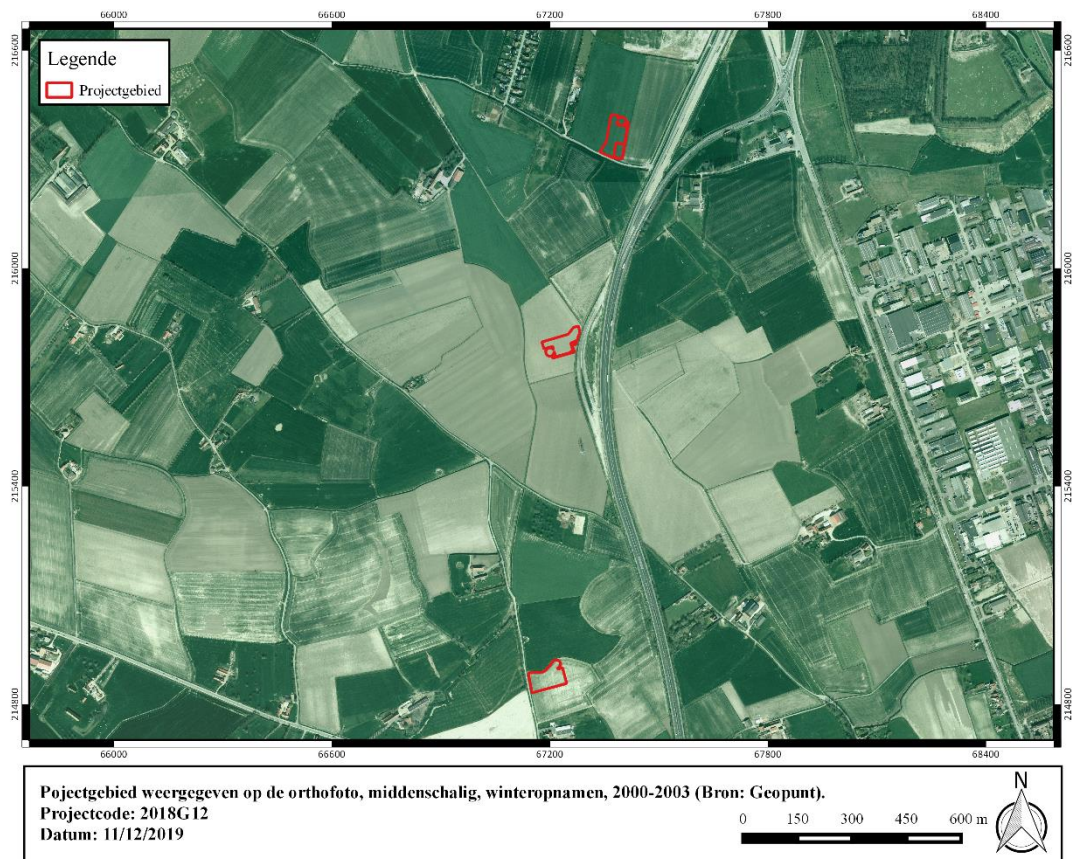 66000 66600 67200 67800 68400
216600 216600
Legende
Projectgebied
216000 216000
215400 215400
214800 214800
66000 66600 67200 67800 68400
Pojectgebied weergegeven op de orthofoto, middenschalig, winteropnamen, 2000-2003 (Bron: Geopunt).
Projectcode: 2018G12
Datum: 11/12/2019
0 150 300 450 600 m
N